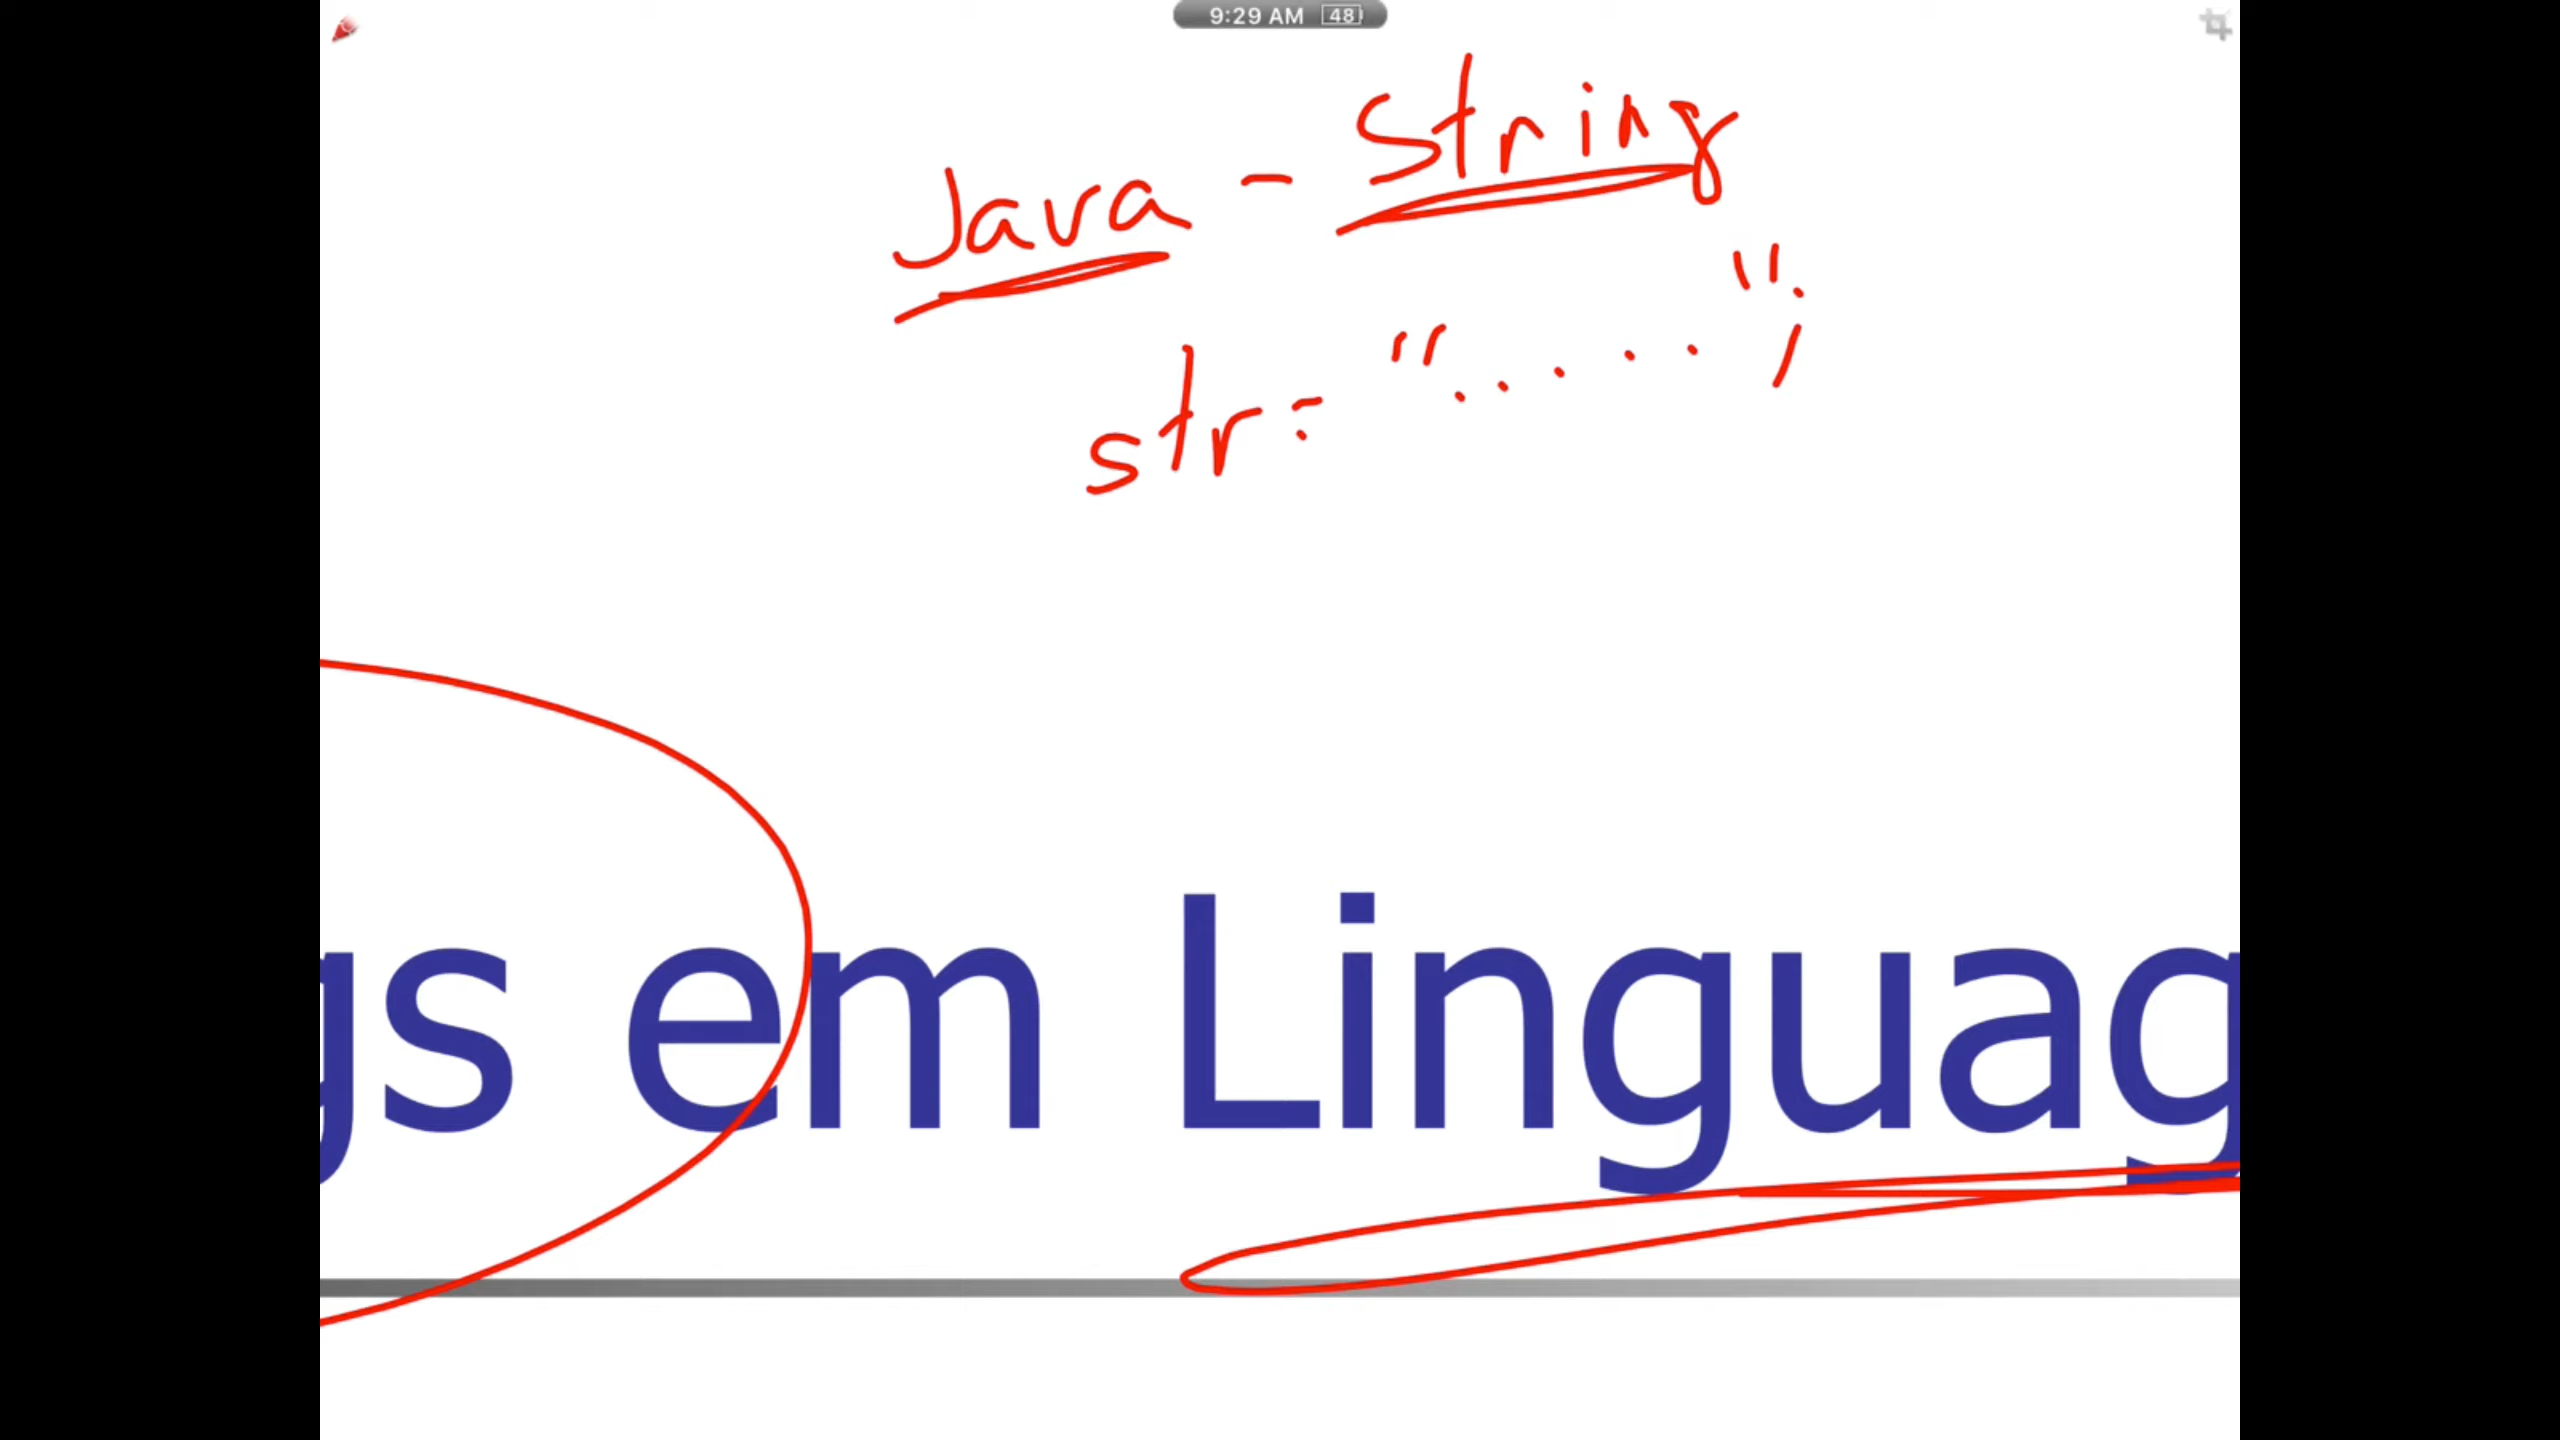 9:29 AM 48
Java - String
str = ".....";
gs em Linguag